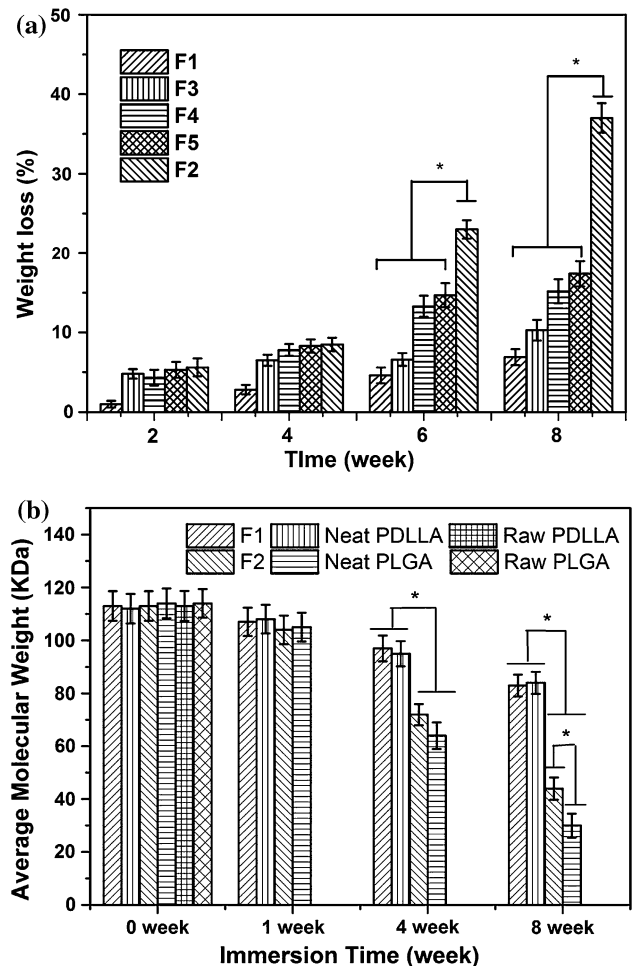 (a)
50
40
30
20
10
0
Weight loss (%)
F1
F3
F4
F5
F2
*
*
2 4 6 8
TIme (week)
(b)
140
120
100
80
60
40
20
0
Average Molecular Weight (KDa)
F1 Neat PDLLA Raw PDLLA
F2 Neat PLGA Raw PLGA
*
*
*
0 week 1 week 4 week 8 week
Immersion Time (week)